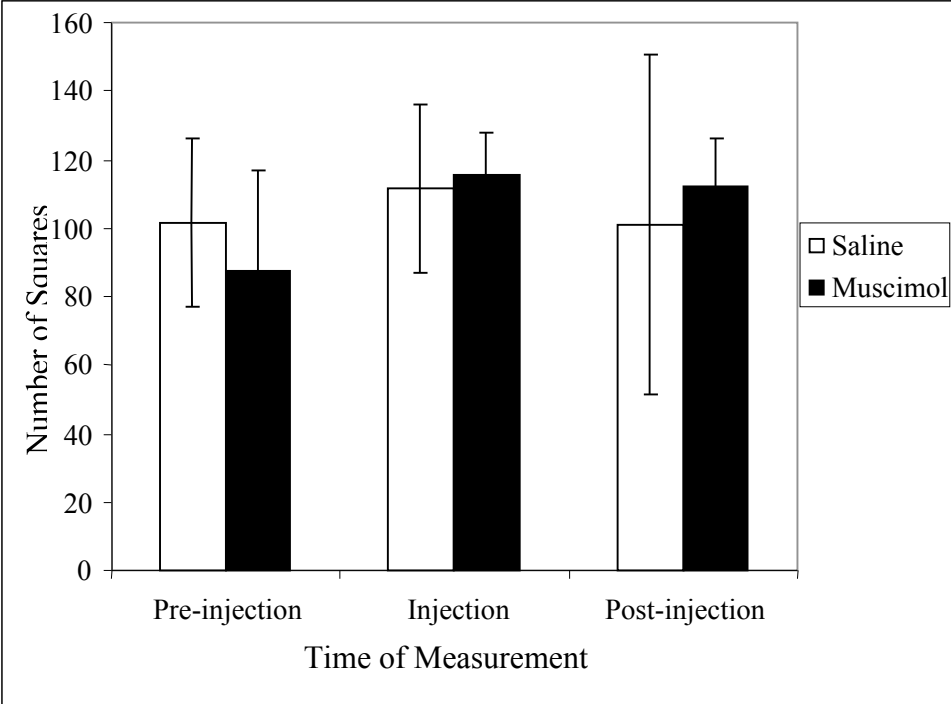 160
140
120
100
80
60
40
20
0
Number of Squares
Pre-injection
Injection
Post-injection
Time of Measurement
Saline
Muscimol